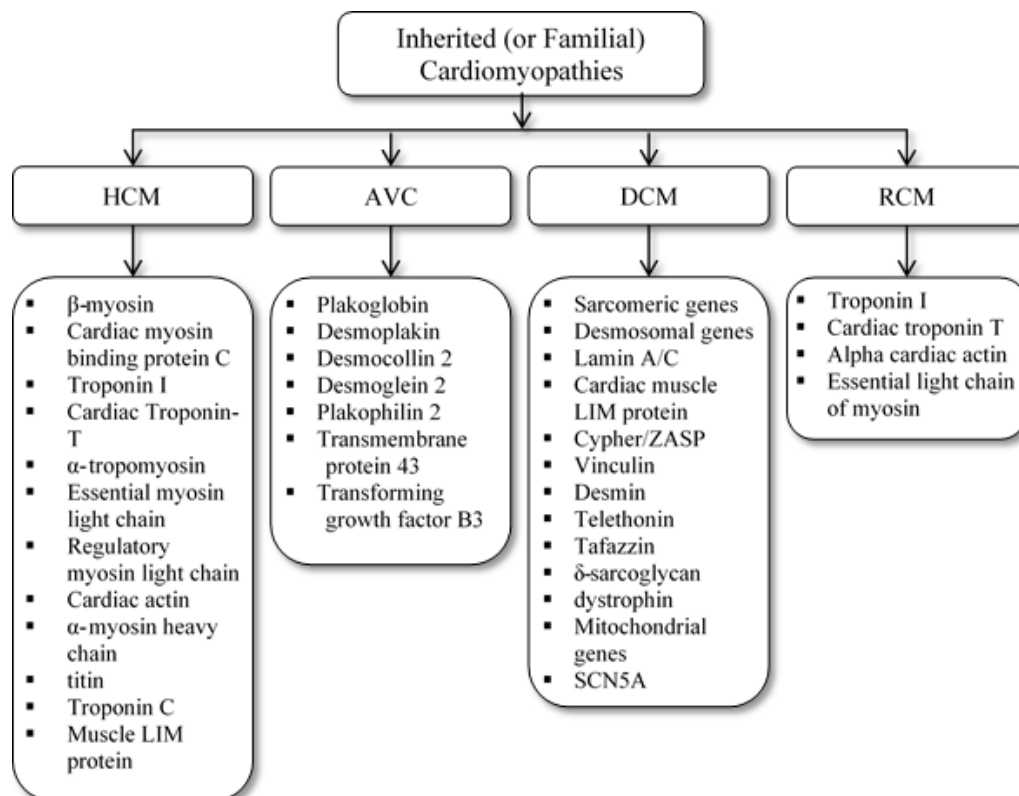 Inherited (or Familial)
Cardiomyopathies
HCM
AVC
DCM
RCM
▪ β-myosin
▪ Cardiac myosin
binding protein C
▪ Troponin I
▪ Cardiac Troponin-
T
▪ α-tropomyosin
▪ Essential myosin
light chain
▪ Regulatory
myosin light chain
▪ Cardiac actin
▪ α-myosin heavy
chain
▪ titin
▪ Troponin C
▪ Muscle LIM
protein
▪ Plakoglobin
▪ Desmoplakin
▪ Desmocollin 2
▪ Desmoglein 2
▪ Plakophilin 2
▪ Transmembrane
protein 43
▪ Transforming
growth factor B3
▪ Sarcomeric genes
▪ Desmosomal genes
▪ Lamin A/C
▪ Cardiac muscle
LIM protein
▪ Cypher/ZASP
▪ Vinculin
▪ Desmin
▪ Telethonin
▪ Tafazzin
▪ δ-sarcoglycan
▪ dystrophin
▪ Mitochondrial
genes
▪ SCN5A
▪ Troponin I
▪ Cardiac troponin T
▪ Alpha cardiac actin
▪ Essential light chain
of myosin